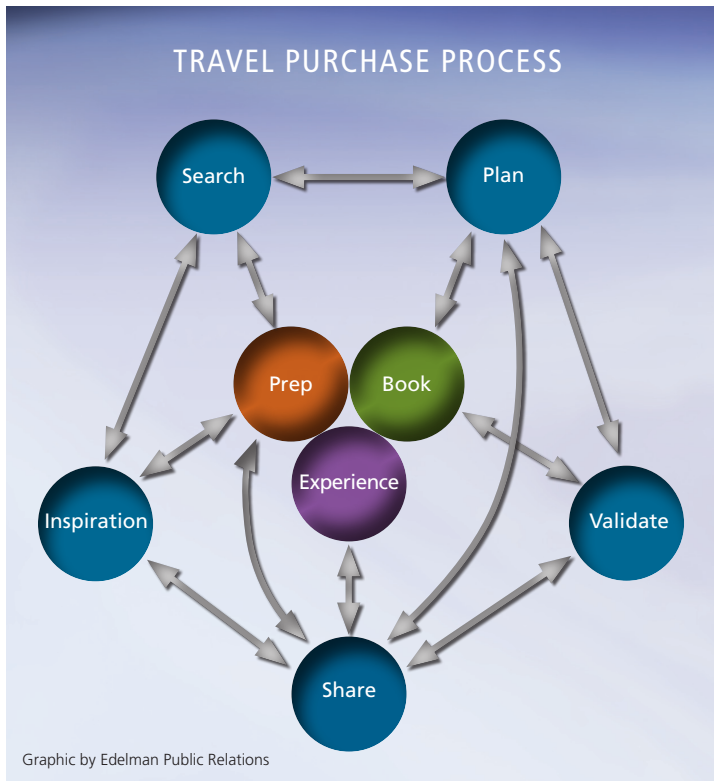 TRAVEL PURCHASE PROCESS
Search
Plan
Prep
Book
Experience
Inspiration
Validate
Share
Graphic by Edelman Public Relations